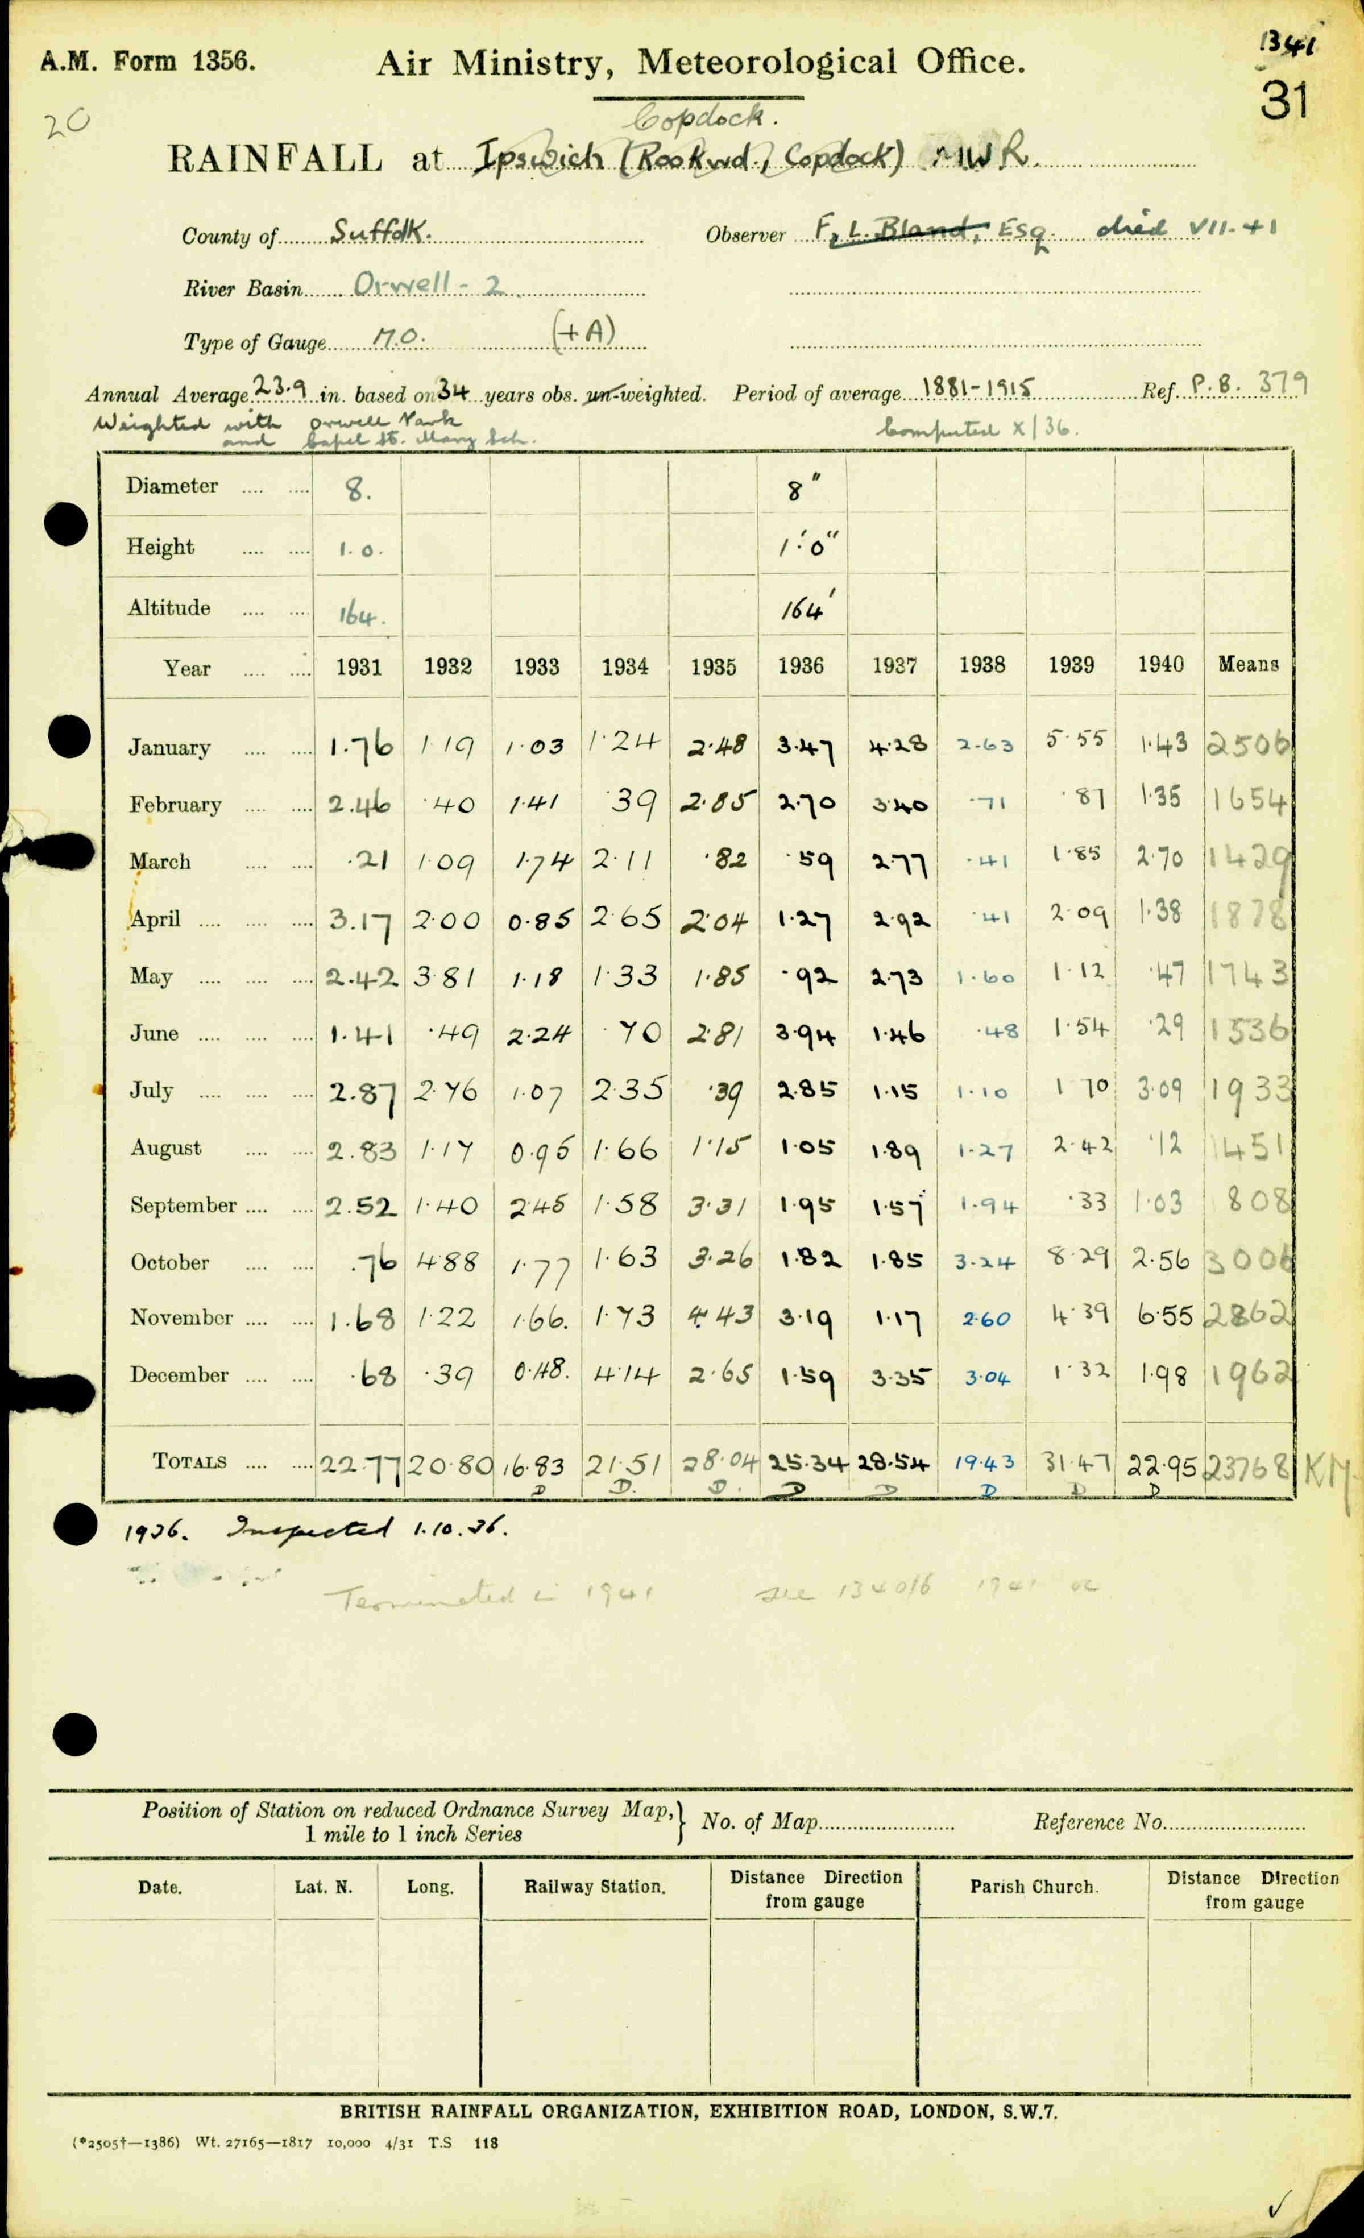 A.M. Form 1356. Air Ministry, Meteorological Office. 1341
20 31
Copdock.
RAINFALL at Ipswich (Rookwd., Copdock) MWR.
County of Suffolk. Observer F. L. Bland, Esq. died VII. 41
River Basin Orwell - 2.
Type of Gauge M.O. (+A)
Annual Average 23.9 in. based on 34 years obs. un-weighted. Period of average 1881-1915 Ref. P.B. 379
Weighted with Orwell Park Computed X/36.
and Capel St. Mary Sch.
Diameter 8. 8"
Height 1.0. 1'.0"
Altitude 164. 164'
Year 1931 1932 1933 1934 1935 1936 1937 1938 1939 1940 Means
January 1.76 1.19 1.03 1.24 2.48 3.47 4.28 2.63 5.55 1.43 2506
February 2.46 .40 1.41 .39 2.85 2.70 3.40 .71 .87 1.35 1654
March .21 1.09 1.74 2.11 .82 .59 2.77 .41 1.85 2.70 1429
April 3.17 2.00 0.85 2.65 2.04 1.27 2.92 .41 2.09 1.38 1878
May 2.42 3.81 1.18 1.33 1.85 .92 2.73 1.60 1.12 .47 1743
June 1.41 .49 2.24 .70 2.81 3.94 1.46 .48 1.54 .29 1536
July 2.87 2.76 1.07 2.35 .39 2.85 1.15 1.10 1 70 3.09 1933
August 2.83 1.17 0.95 1.66 1.15 1.05 1.89 1.27 2.42 .12 1451
September 2.52 1.40 2.45 1.58 3.31 1.95 1.57 1.94 .33 1.03 808
October .76 4.88 1.77 1.63 3.26 1.82 1.85 3.24 8.29 2.56 3006
November 1.68 1.22 1.66. 1.73 4.43 3.19 1.17 2.60 4.39 6.55 2862
December .68 .39 0.48. 4.14 2.65 1.59 3.35 3.04 1.32 1.98 1962
TOTALS 22.77 20.80 16.83 21.51 28.04 25.34 28.54 19.43 31.47 22.95 23768 KM
D D. D. D D D D D
1936. Inspected 1.10.36.
Terminated in 1941 see 1340/6 1941 oc
Position of Station on reduced Ordnance Survey Map, } No. of Map Reference No.
1 mile to 1 inch Series
Date. Lat. N. Long. Railway Station. Distance Direction from gauge Parish Church. Distance Direction from gauge
BRITISH RAINFALL ORGANIZATION, EXHIBITION ROAD, LONDON, S.W.7.
(*2505†—1386) Wt. 27165—1817 10,000 4/31 T.S 118